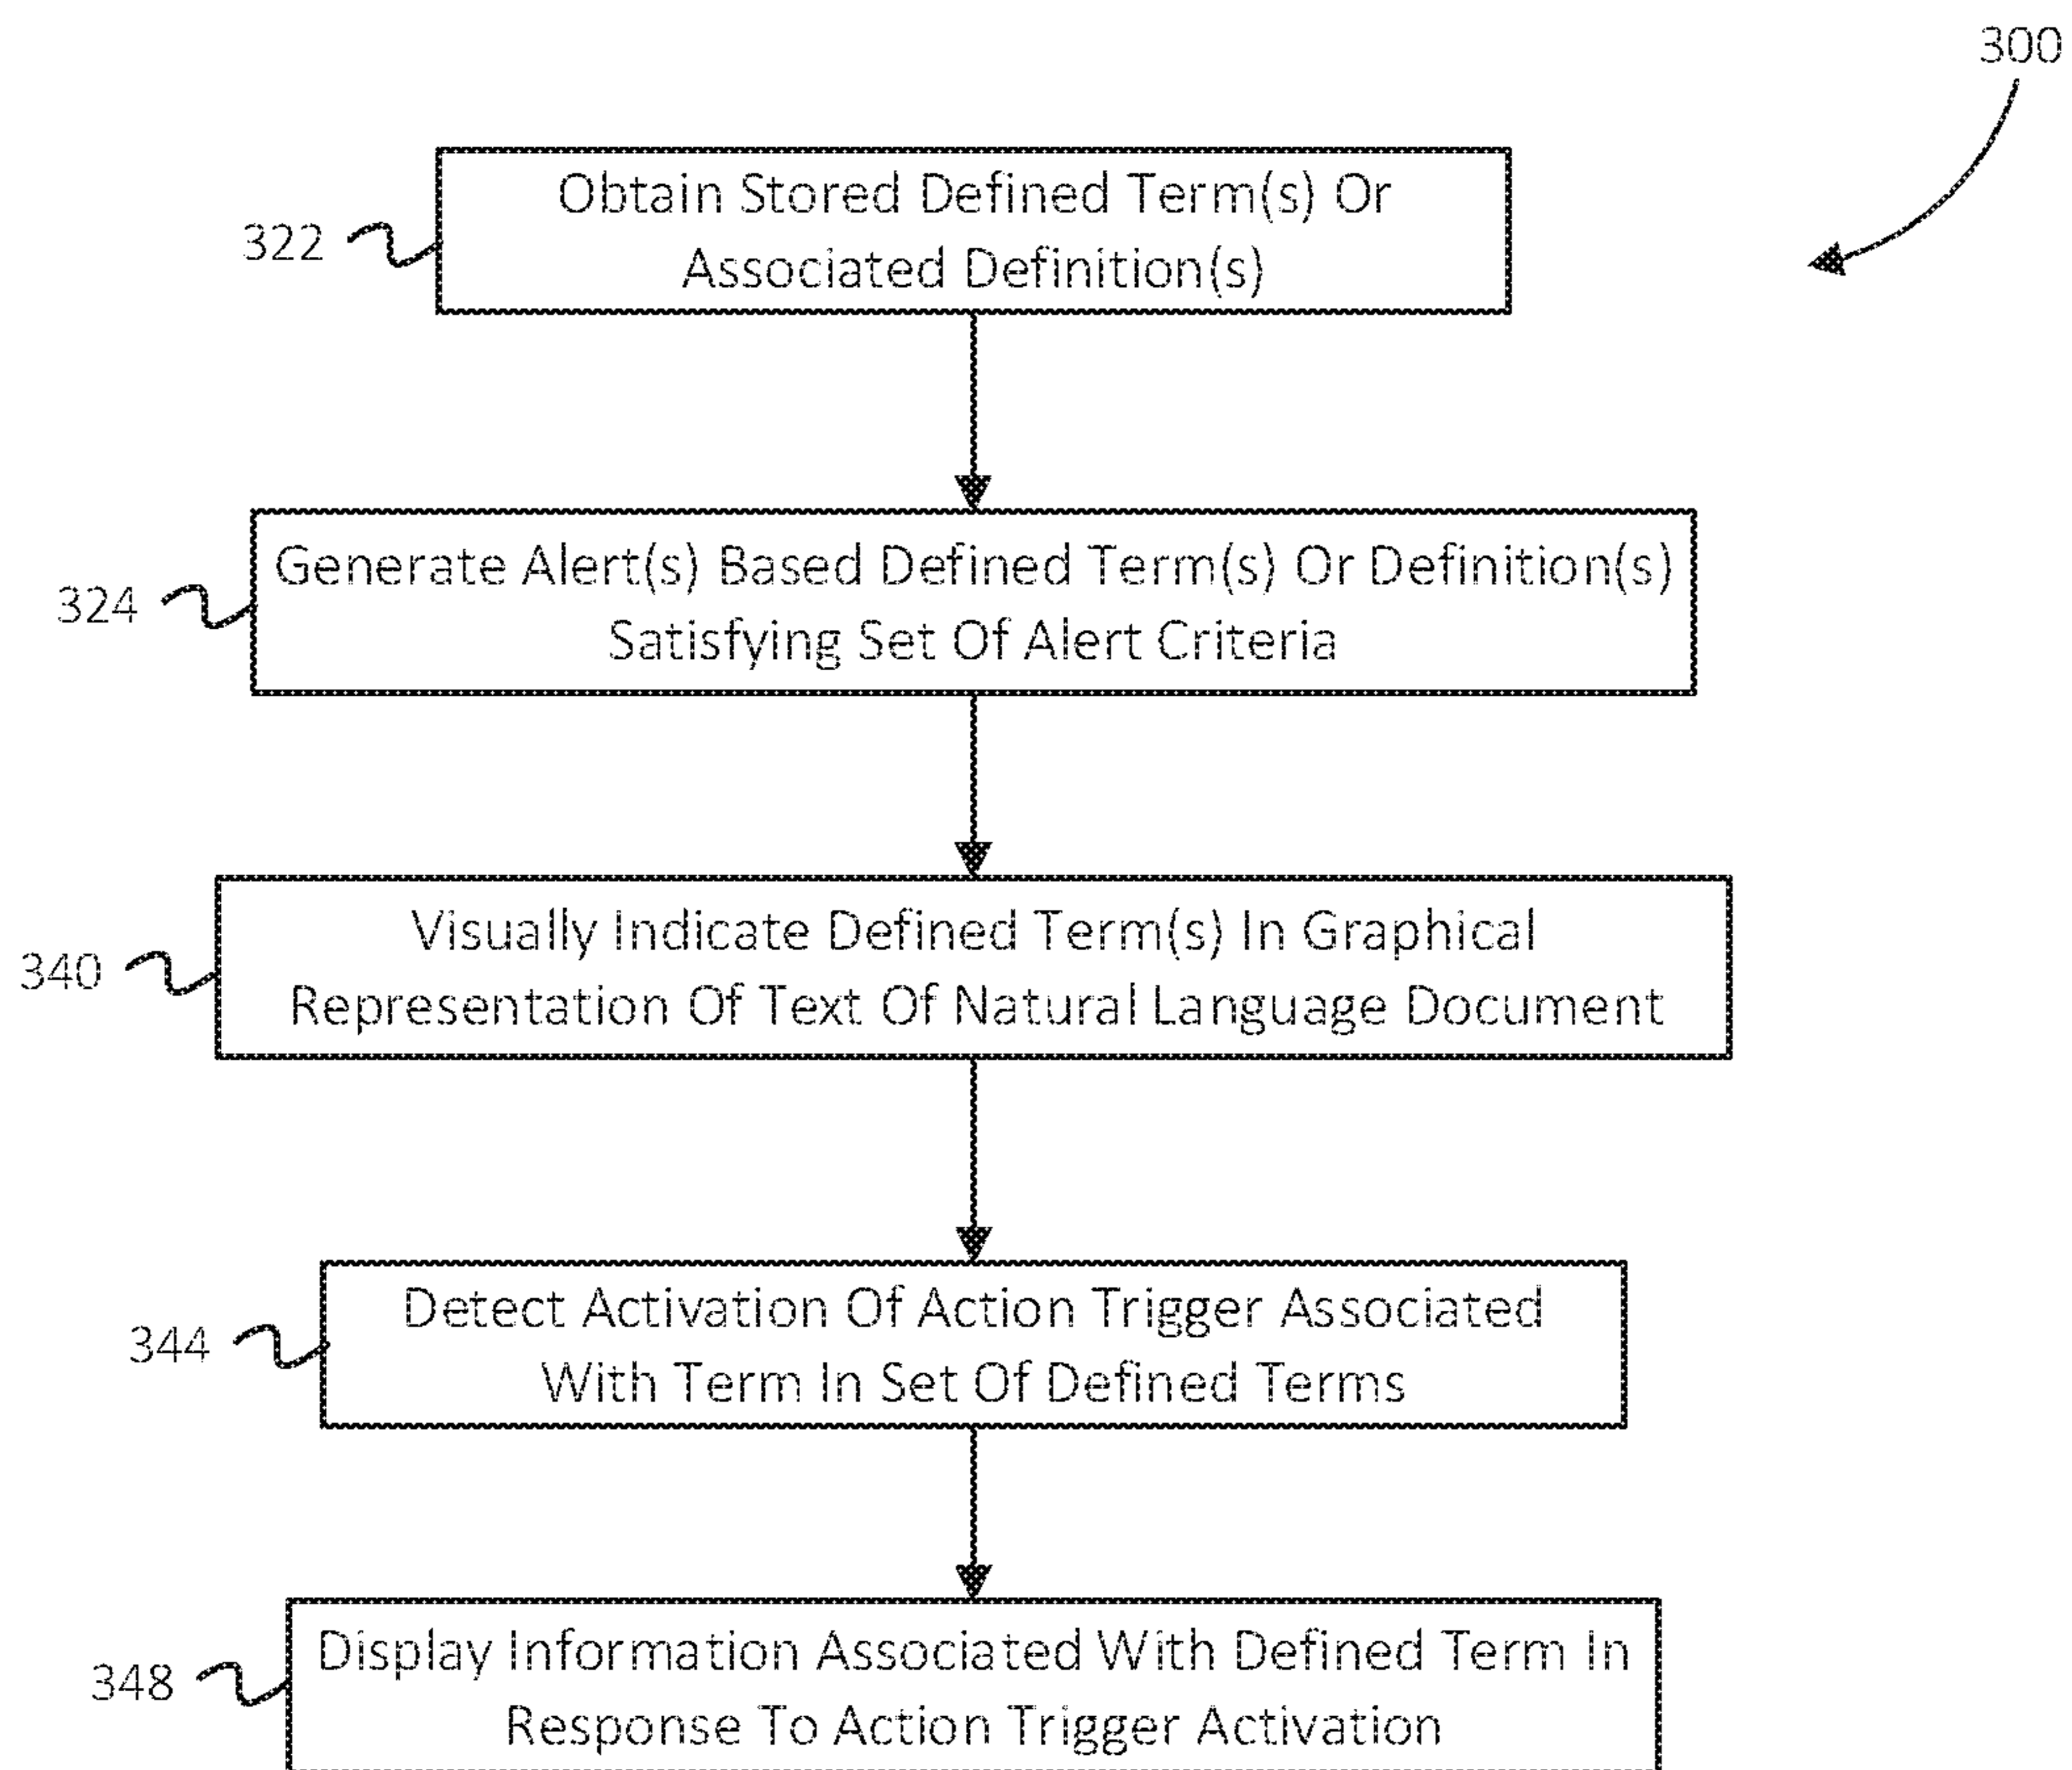 300
322
Obtain Stored Defined Term(s) Or
Associated Definition(s)
324
Generate Alert(s) Based Defined Term(s) Or Definition(s)
Satisfying Set Of Alert Criteria
340
Visually Indicate Defined Term(s) In Graphical
Representation Of Text Of Natural Language Document
344
Detect Activation Of Action Trigger Associated
With Term In Set Of Defined Terms
348
Display Information Associated With Defined Term In
Response To Action Trigger Activation